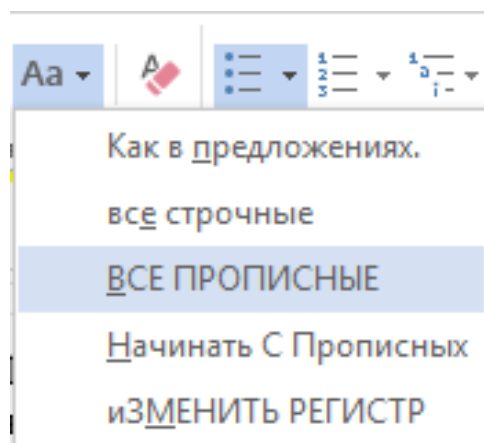 Aa
Как в предложениях.
все строчные
ВСЕ ПРОПИСНЫЕ
Начинать С Прописных
иЗМЕНИТЬ РЕГИСТР